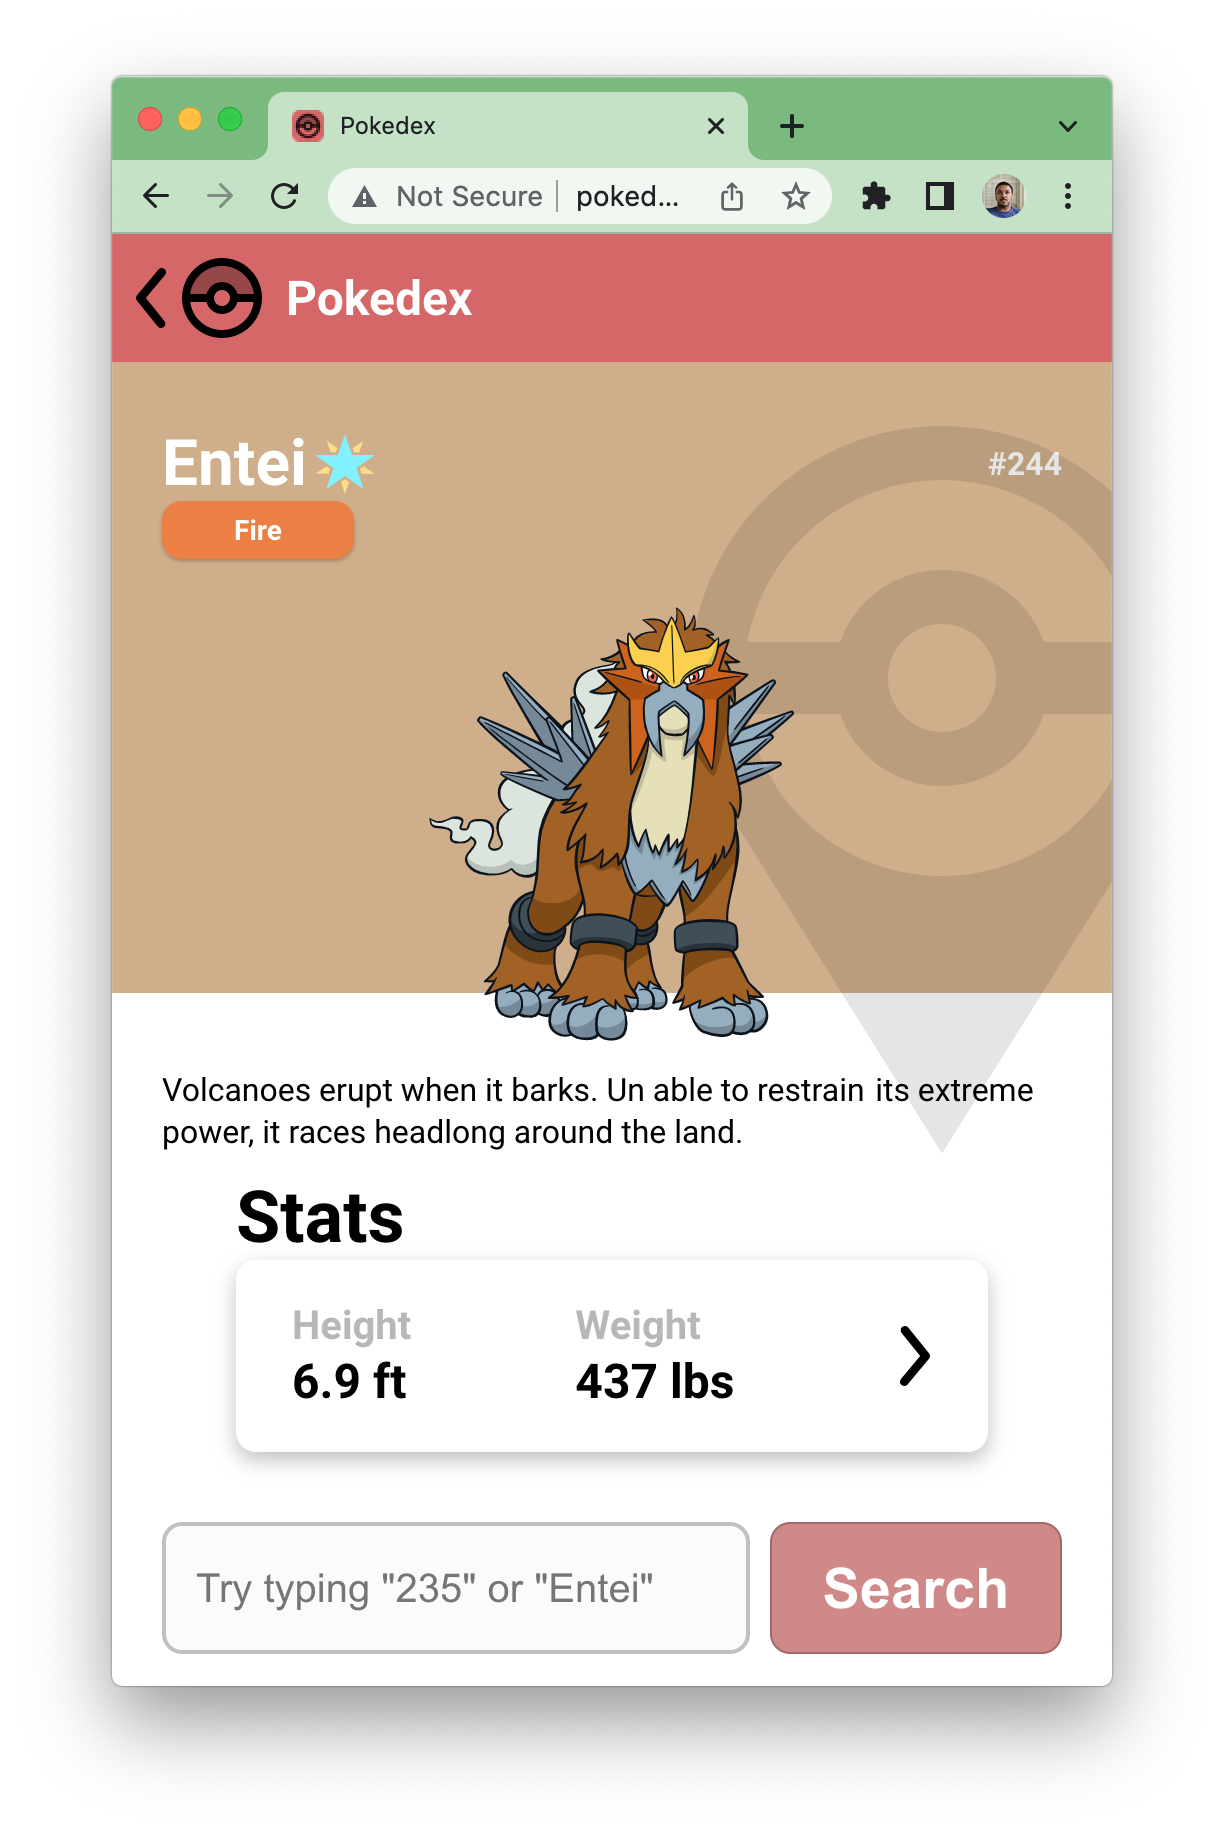 Pokedex
Not Secure
poked...
Pokedex
Entei
#244
Fire
Volcanoes erupt when it barks. Un able to restrain its extreme
power, it races headlong around the land.
Stats
Height Weight
6.9 ft 437 lbs
Try typing "235" or "Entei"
Search